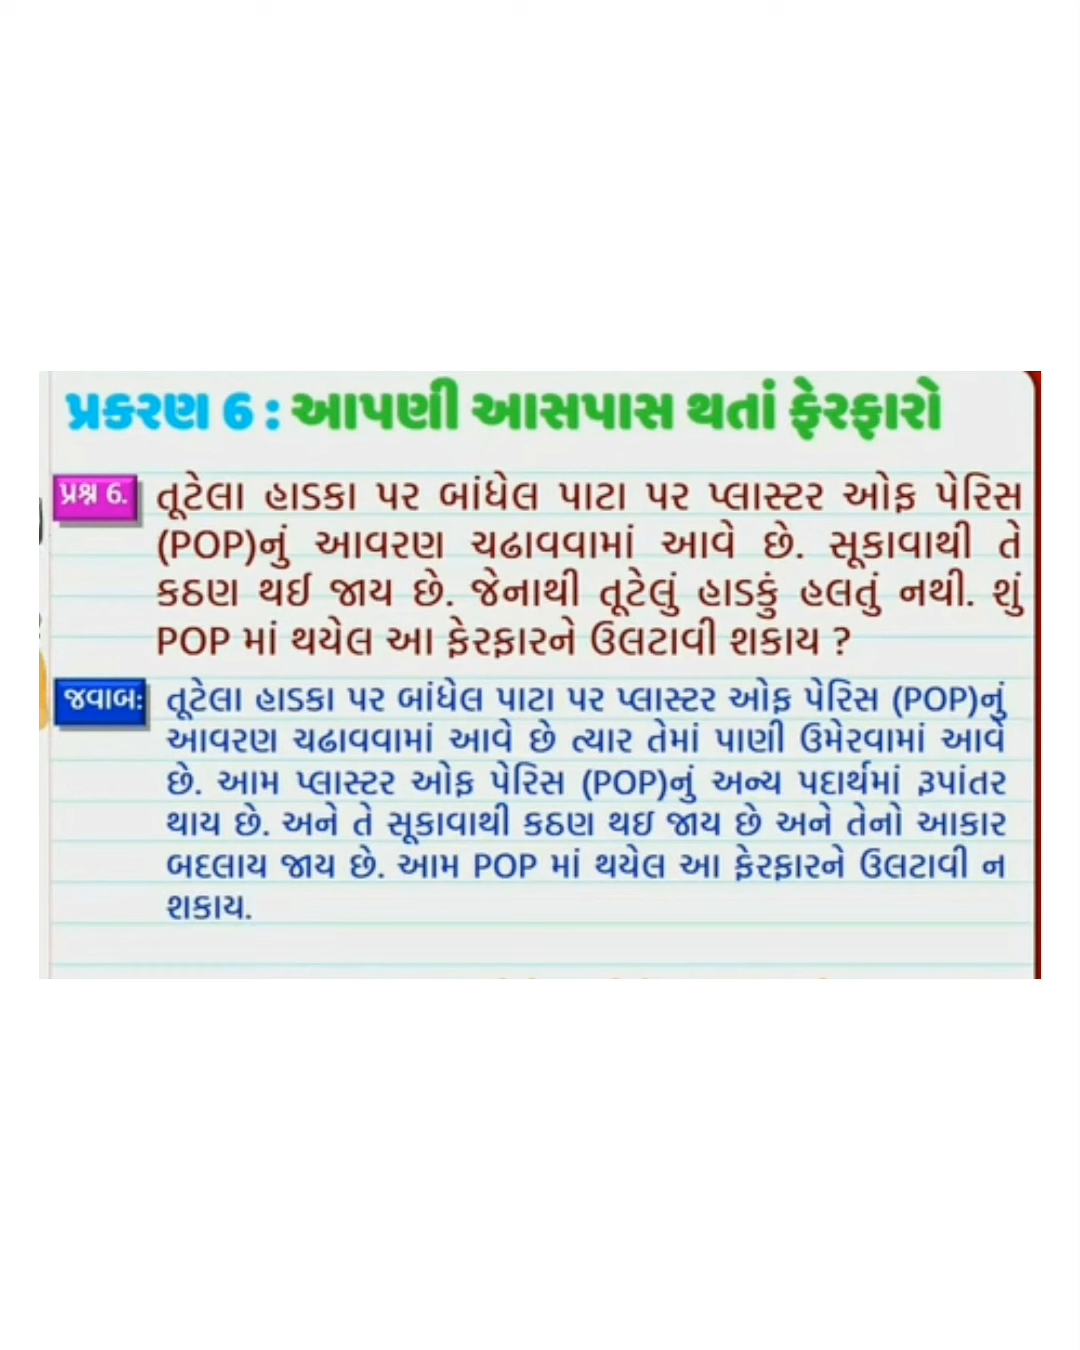 પ્રકરણ 6 : આપણી આસપાસ થતાં ફેરફારો
પ્રશ્ન 6. તૂટેલા હાડકા પર બાંધેલ પાટા પર પ્લાસ્ટર ઓફ પેરિસ
(POP)નું આવરણ ચઢાવવામાં આવે છે. સૂકાવાથી તે
કઠણ થઈ જાય છે. જેનાથી તૂટેલું હાડકું હલતું નથી. શું
POP માં થયેલ આ ફેરફારને ઉલટાવી શકાય ?
જવાબ: તૂટેલા હાડકા પર બાંધેલ પાટા પર પ્લાસ્ટર ઓફ પેરિસ (POP)નું
આવરણ ચઢાવવામાં આવે છે ત્યાર તેમાં પાણી ઉમેરવામાં આવે
છે. આમ પ્લાસ્ટર ઓફ પેરિસ (POP)નું અન્ય પદાર્થમાં રૂપાંતર
થાય છે. અને તે સૂકાવાથી કઠણ થઇ જાય છે અને તેનો આકાર
બદલાય જાય છે. આમ POP માં થયેલ આ ફેરફારને ઉલટાવી ન
શકાય.